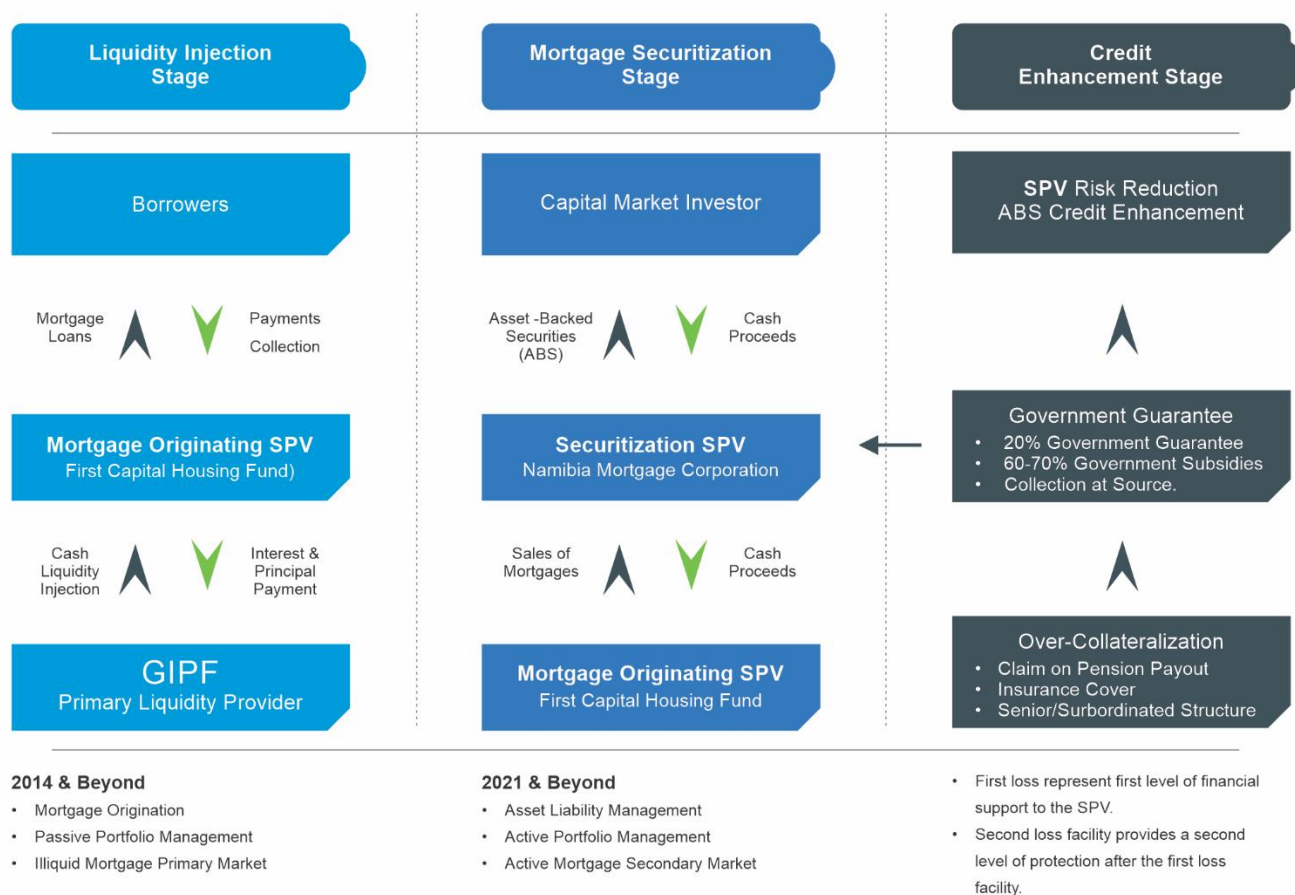 Liquidity Injection
Stage
Mortgage Securitization
Stage
Credit
Enhancement Stage
Borrowers
Capital Market Investor
SPV Risk Reduction
ABS Credit Enhancement
Mortgage
Loans
Payments
Collection
Asset -Backed
Securities
(ABS)
Cash
Proceeds
Mortgage Originating SPV
First Capital Housing Fund)
Securitization SPV
Namibia Mortgage Corporation
Government Guarantee
• 20% Government Guarantee
• 60-70% Government Subsidies
• Collection at Source.
Cash
Liquidity
Injection
Interest &
Principal
Payment
Sales of
Mortgages
Cash
Proceeds
GIPF
Primary Liquidity Provider
Mortgage Originating SPV
First Capital Housing Fund
Over-Collateralization
• Claim on Pension Payout
• Insurance Cover
• Senior/Surbordinated Structure
2014 & Beyond
• Mortgage Origination
• Passive Portfolio Management
• Illiquid Mortgage Primary Market
2021 & Beyond
• Asset Liability Management
• Active Portfolio Management
• Active Mortgage Secondary Market
• First loss represent first level of financial
support to the SPV.
• Second loss facility provides a second
level of protection after the first loss
facility.